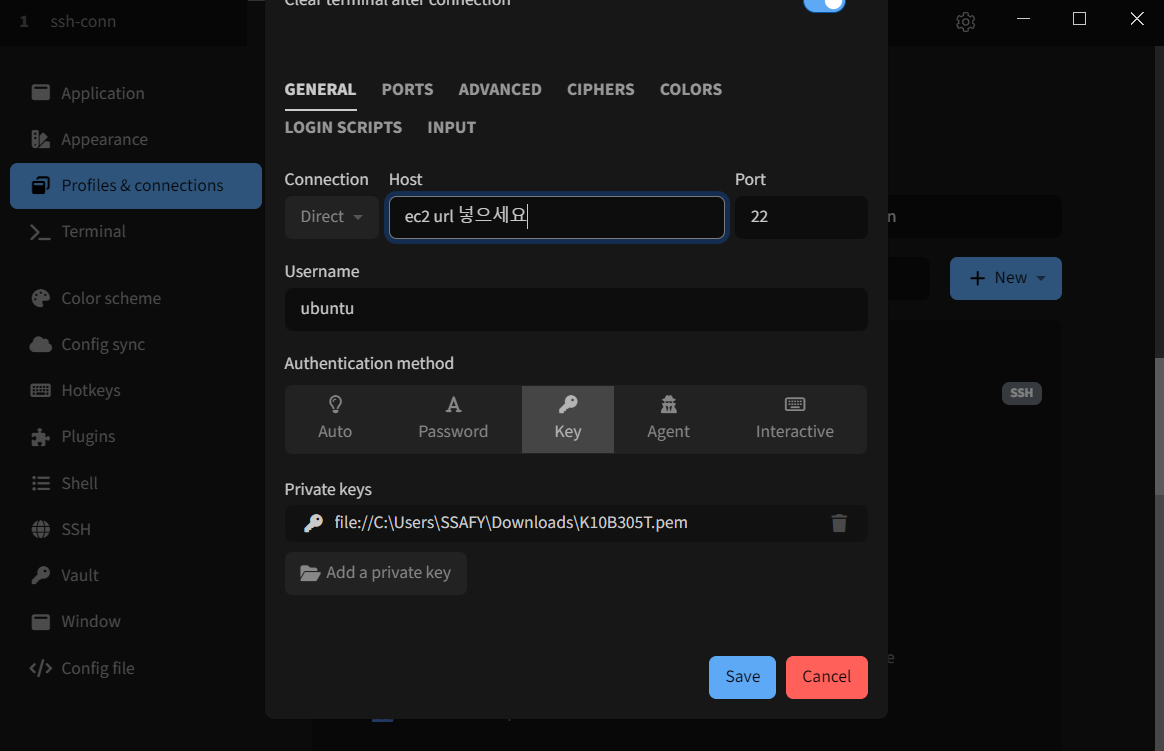 1 ssh-conn
Clear terminal after connection
Application
Appearance
Profiles & connections
Terminal
Color scheme
Config sync
Hotkeys
Plugins
Shell
SSH
Vault
Window
Config file
GENERAL PORTS ADVANCED CIPHERS COLORS
LOGIN SCRIPTS INPUT
Connection Host Port
Direct ec2 url 넣으세요 22
Username
ubuntu
Authentication method
Auto Password Key Agent Interactive
Private keys
file://C:\Users\SSAFY\Downloads\K10B305T.pem
Add a private key
Save Cancel
n
New
SSH
e